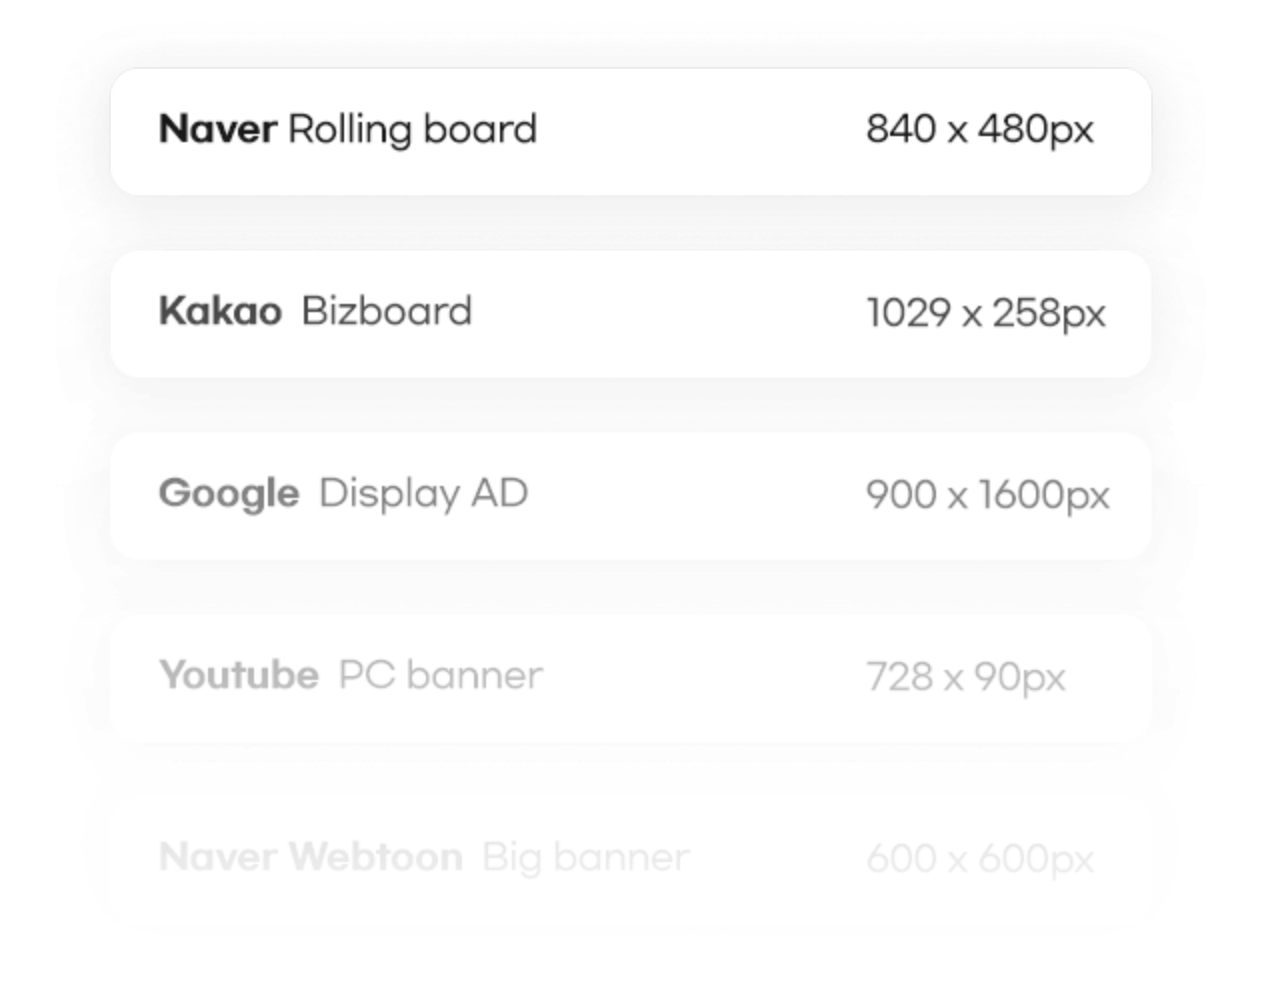 Naver Rolling board 840 x 480px
Kakao Bizboard 1029 x 258px
Google Display AD 900 x 1600px
Youtube PC banner 728 x 90px
Naver Webtoon Big banner 600 x 600px